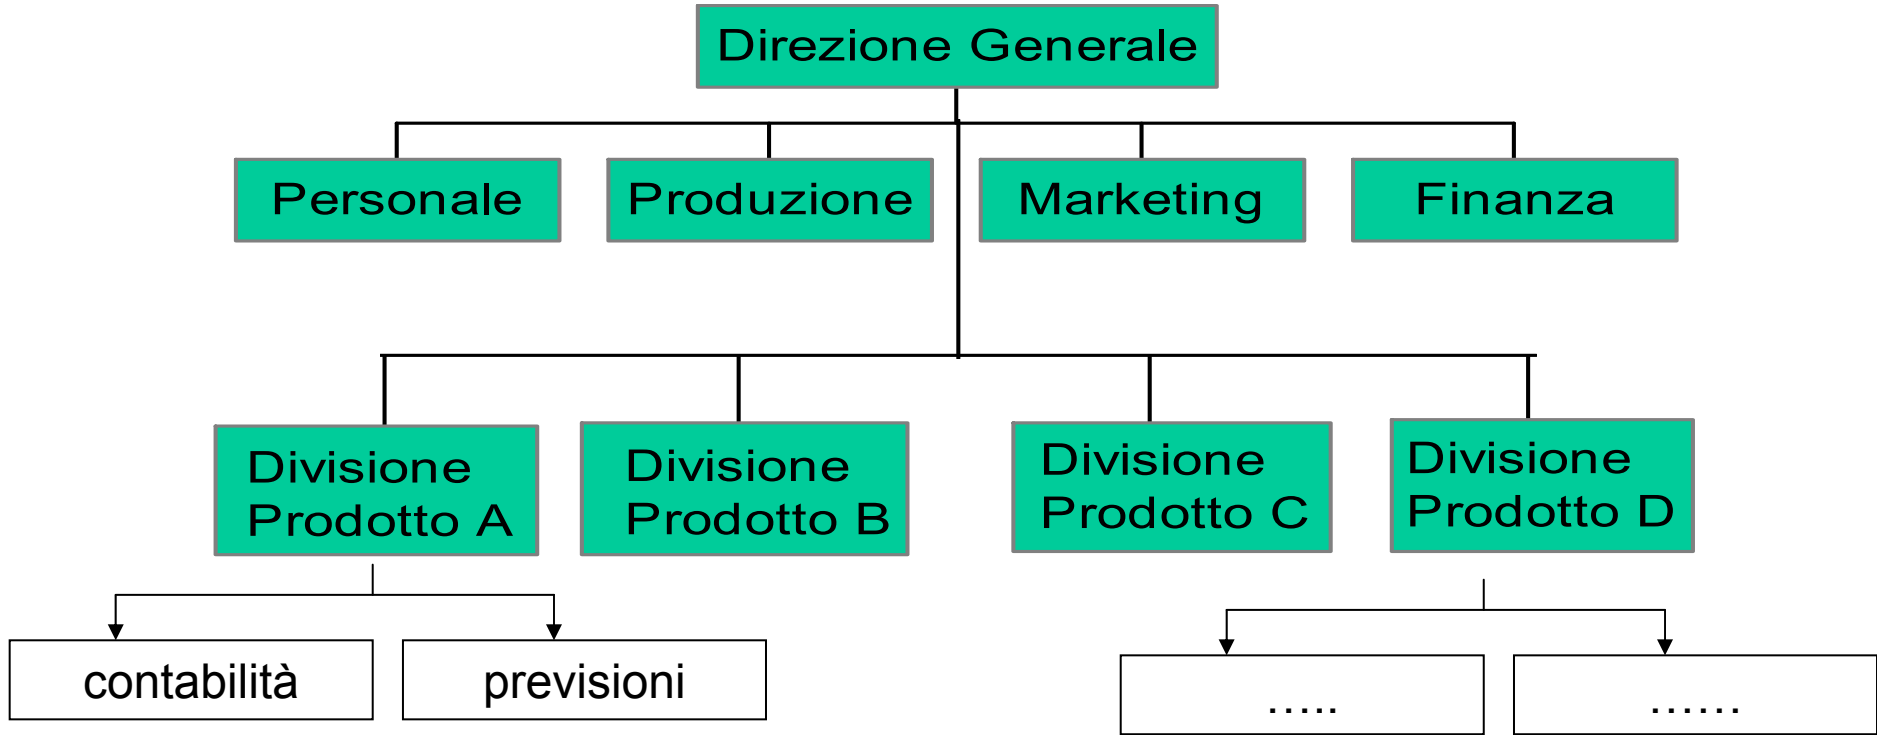 Direzione Generale
Personale
Produzione
Marketing
Finanza
Divisione
Prodotto A
Divisione
Prodotto B
Divisione
Prodotto C
Divisione
Prodotto D
contabilità
previsioni
…..
……